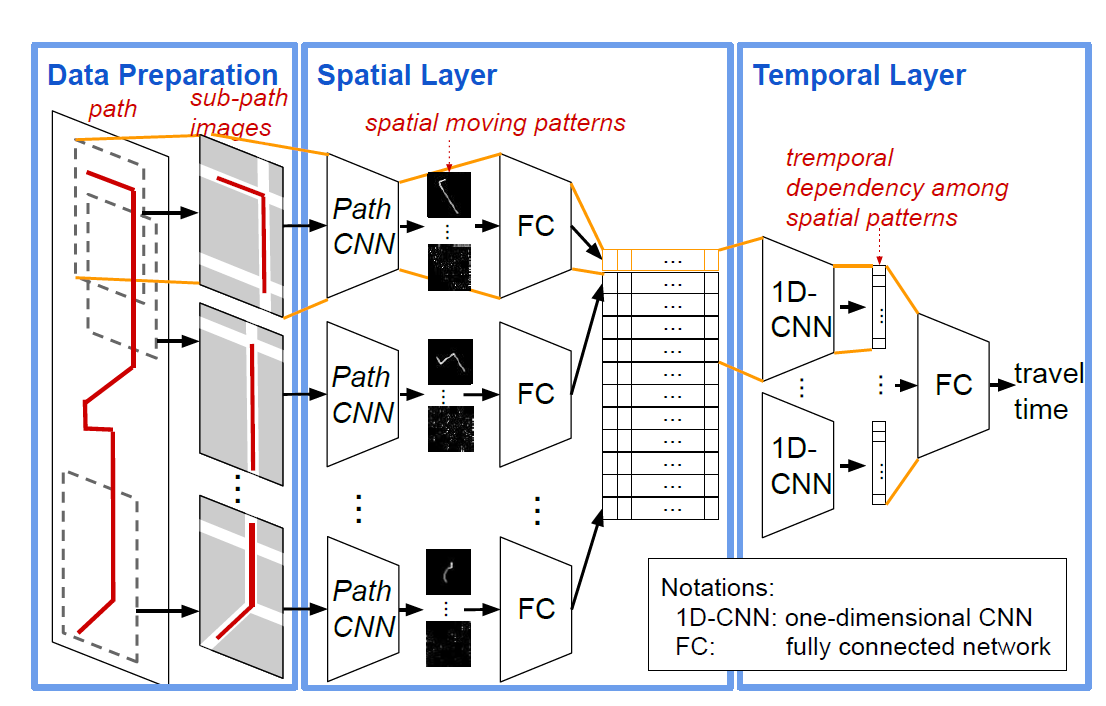 Data Preparation
Spatial Layer
Temporal Layer
path
sub-path
images
spatial moving patterns
tremporal
dependency among
spatial patterns
Path
CNN
...
FC
...
...
...
...
...
...
...
...
...
...
...
...
1D-
CNN
...
...
...
FC
travel
time
Path
CNN
...
FC
1D-
CNN
...
...
...
...
Path
CNN
...
FC
Notations:
1D-CNN: one-dimensional CNN
FC: fully connected network